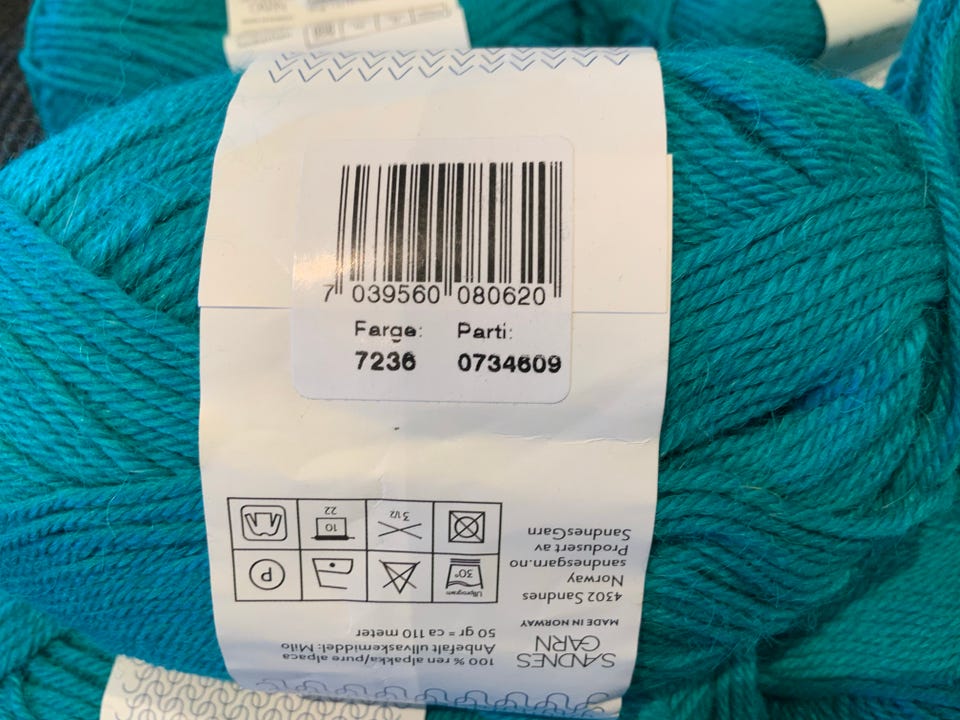 7 039560 080620
Farge: Parti:
7236 0734609
SANDNES
GARN
MADE IN NORWAY
4302 Sandnes
Norway
sandnesgarn.no
Produsert av
SandnesGarn
100 % ren alpakka/pure alpaca
Anbefalt ullvaskemiddel: Milo
50 gr = ca 110 meter
Ullprogram
30°
P
3 1/2
10
22